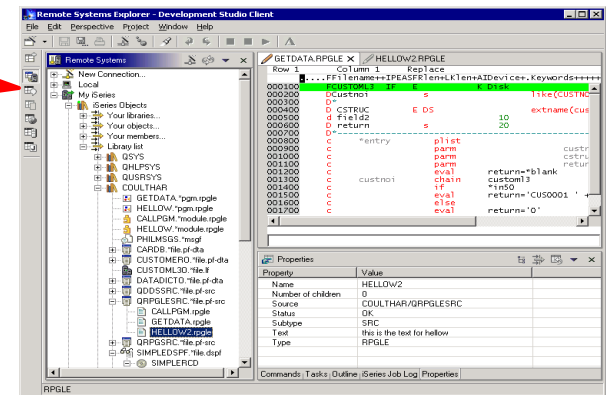 Remote Systems Explorer - Development Studio Client
File Edit Perspective Project Window Help
Remote Systems
New Connection...
Local
My iSeries
iSeries Objects
Your libraries...
Your objects...
Your members...
Library list
QSYS
QHLPSYS
QUSRSYS
COULTHAR
GETDATA.*pgm.rpgle
HELLOW.*pgm.rpgle
CALLPGM.*module.rpgle
HELLOW.*module.rpgle
PHILMSGS.*msgf
CARDB.*file.pf-dta
CUSTOMERO.*file.pf-dta
CUSTOML30.*file.lf
DATADICTO.*file.pf-dta
QDDSSRC.*file.pf-src
QRPGLESRC.*file.pf-src
CALLPGM.rpgle
GETDATA.rpgle
HELLOW2.rpgle
QRPGSRC.*file.pf-src
SIMPLEDSPF.*file.dspf
SIMPLERCD
GETDATA.RPGLE HELLOW2.RPGLE
Row 1 Column 1 Replace
....FFilename++IPEASFRlen+LKlen+AIDevice+.Keywords+++++
000100 FCUSTOML3 IF E K Disk
000200 DCustnoi s like(CUSTNO
000300 D*
000400 D CSTRUC E DS extname(cus
000500 d field2 10
000600 D return s 20
000700 D*
000800 c *entry plist
000900 c parm custr
001000 c parm cstru
001100 c parm retur
001200 c eval return=*blank
001300 c custnoi chain customl3
001400 c if *in50
001500 c eval return='CUS0001 ' +
001600 c else
001700 c eval return='0'
Properties
Property Value
Name HELLOW2
Number of children 0
Source COULTHAR/QRPGLESRC
Status OK
Subtype SRC
Text this is the text for hellow
Type RPGLE
Commands Tasks Outline iSeries Job Log Properties
RPGLE